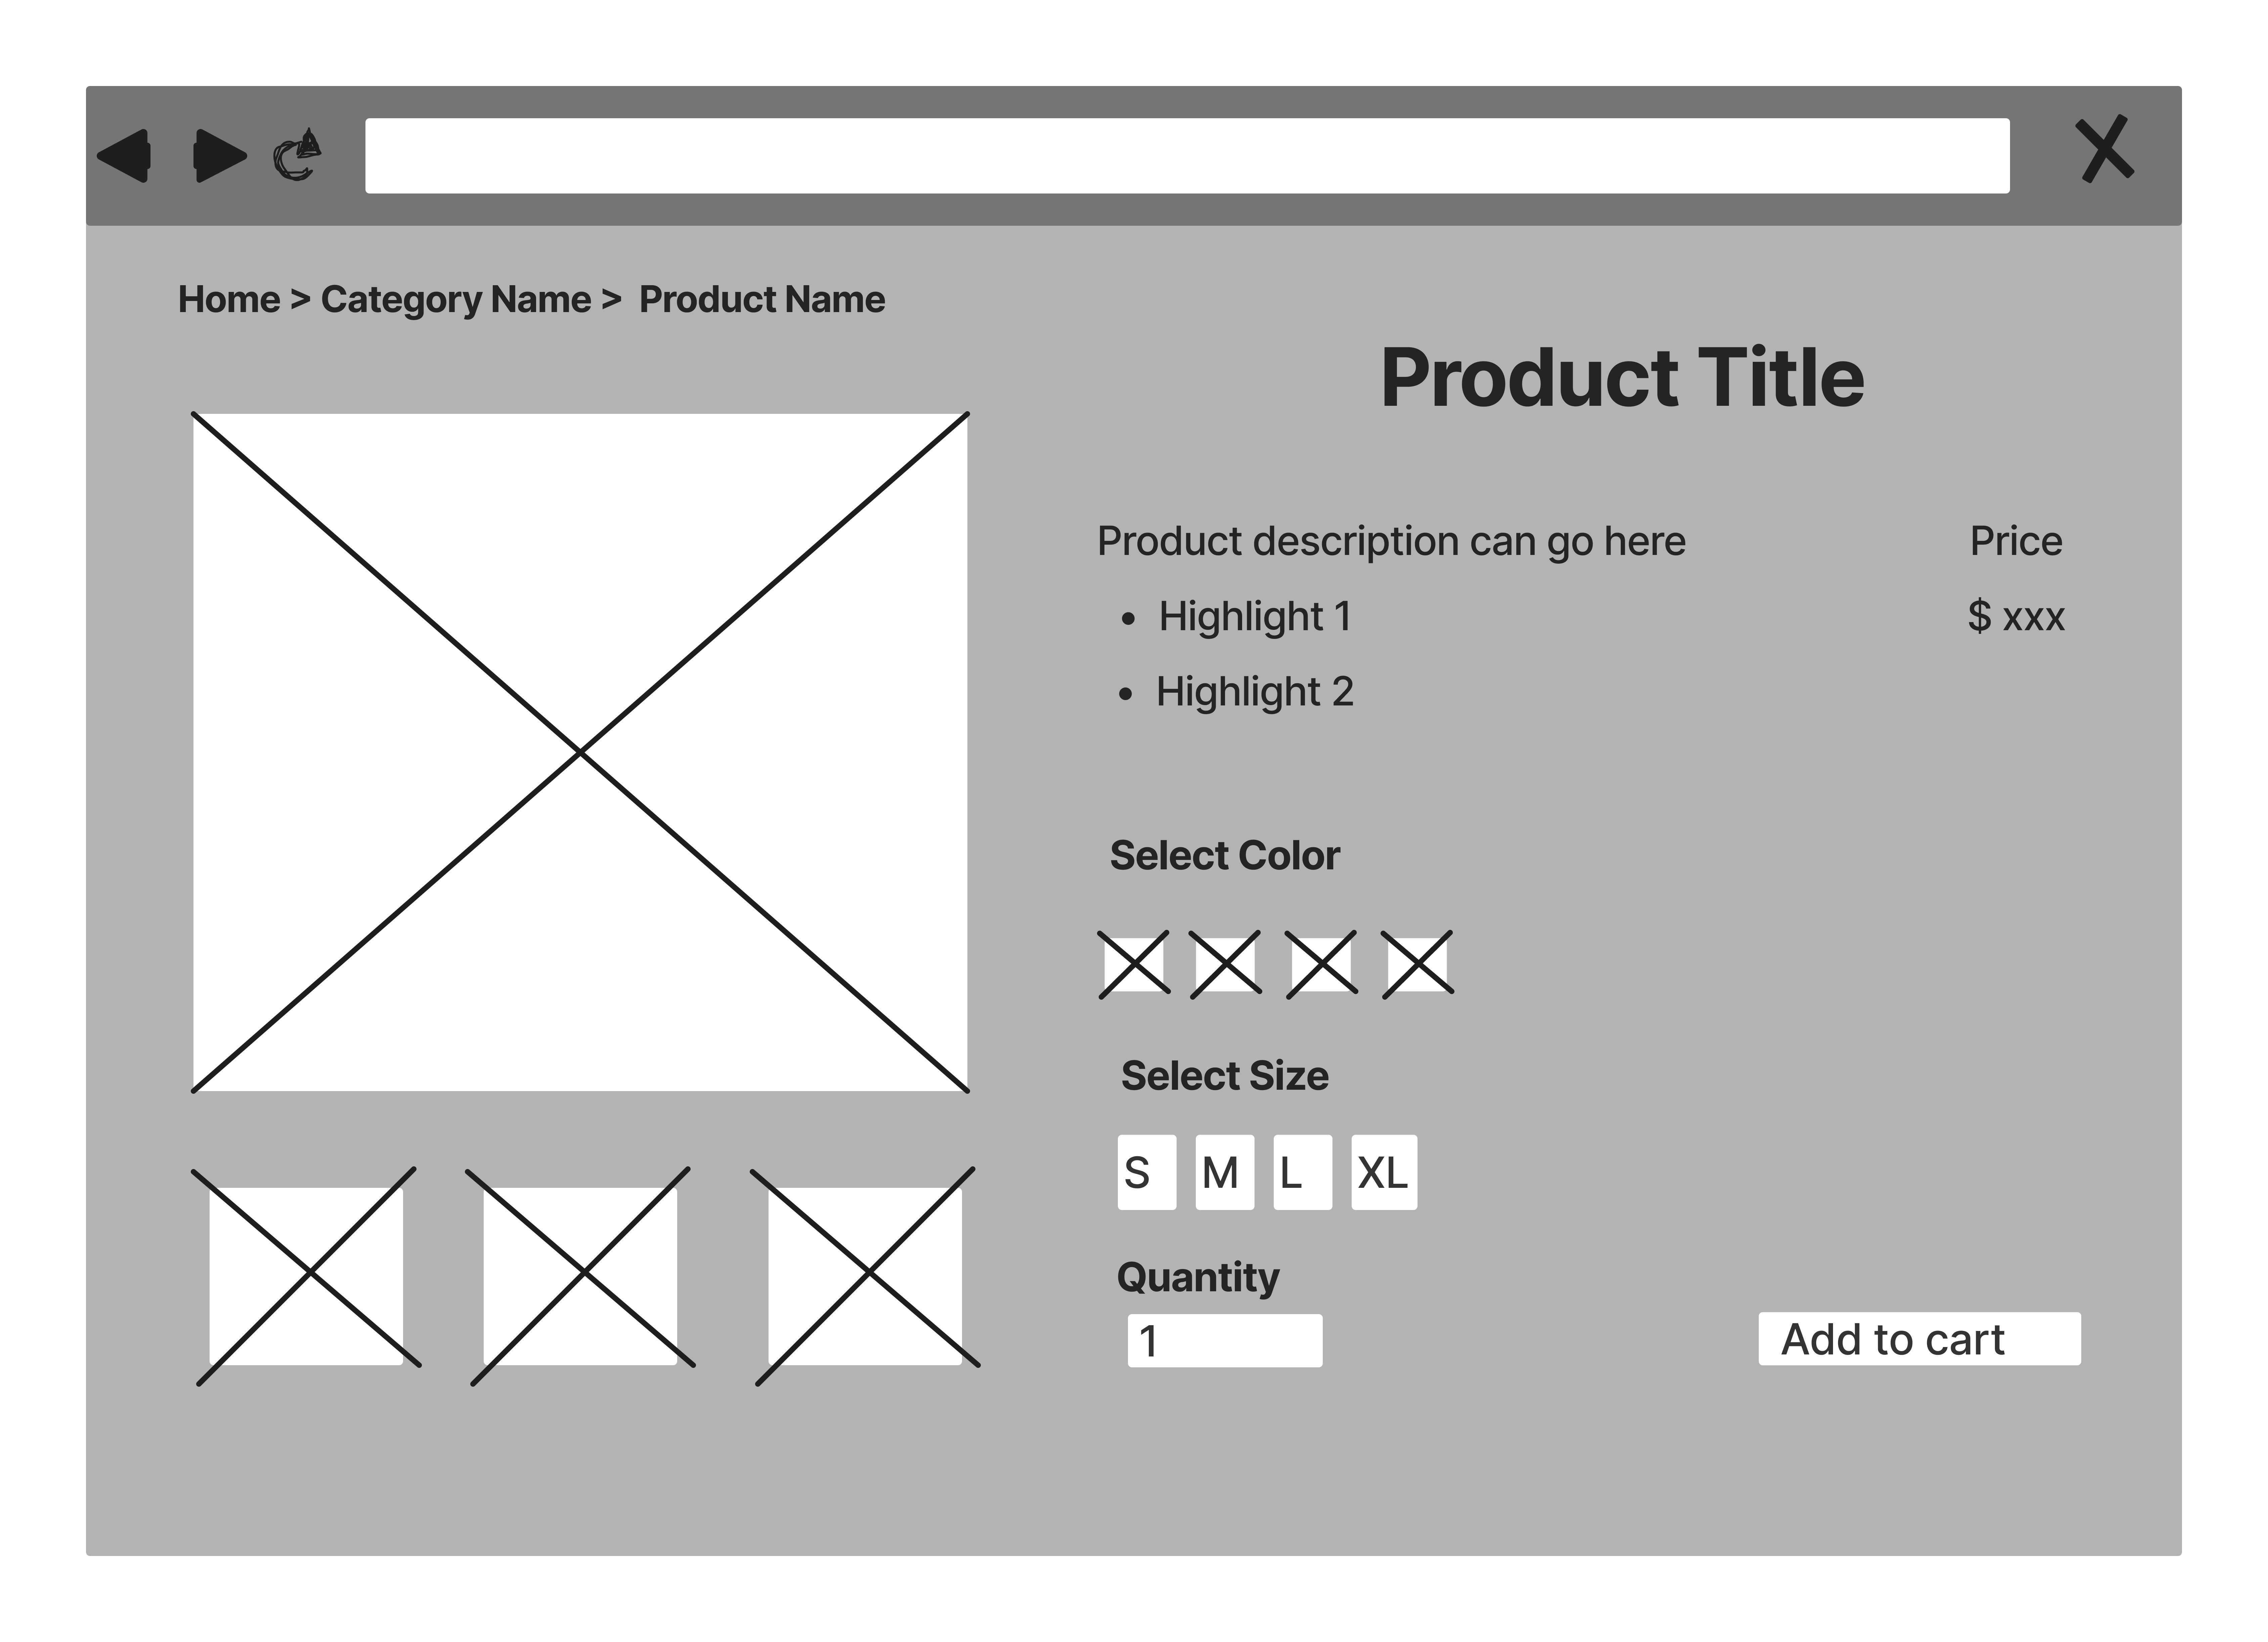 Home > Category Name > Product Name
Product Title
Product description can go here
• Highlight 1
• Highlight 2
Price
$ xxx
Select Color
Select Size
S M L XL
Quantity
1
Add to cart